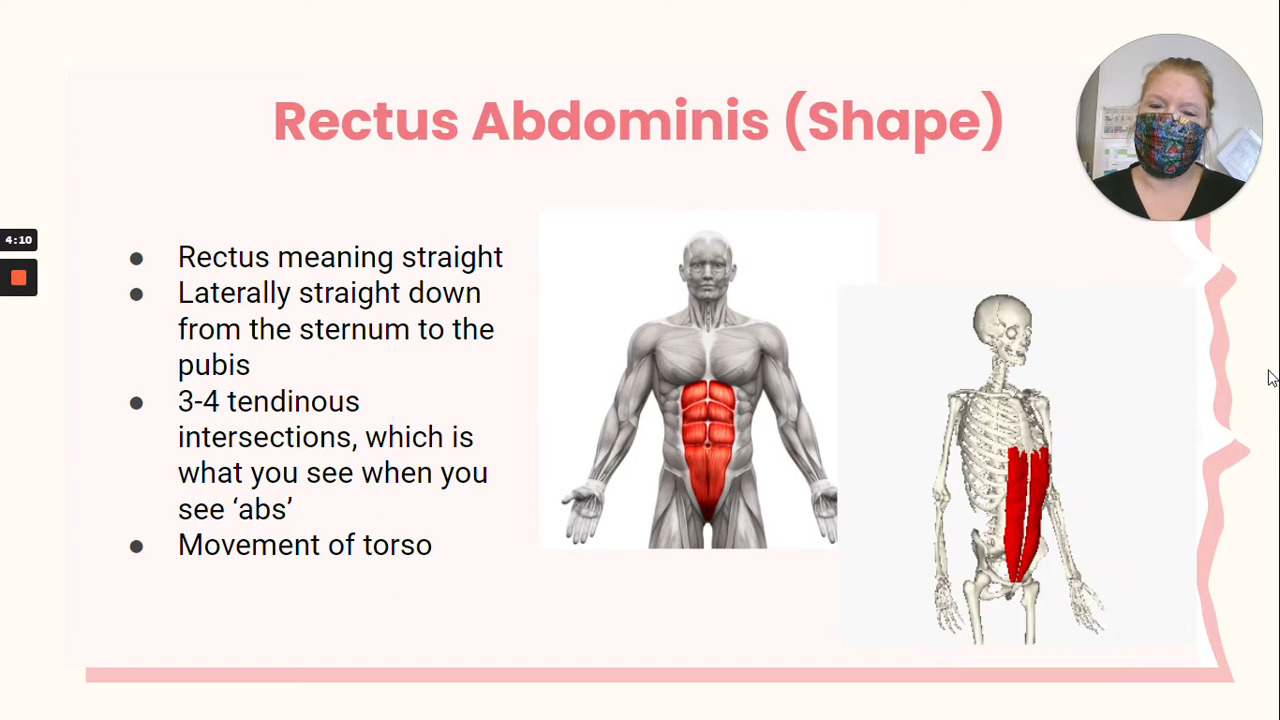 Rectus Abdominis (Shape)
4:10
● Rectus meaning straight
● Laterally straight down
from the sternum to the
pubis
● 3-4 tendinous
intersections, which is
what you see when you
see ‘abs’
● Movement of torso